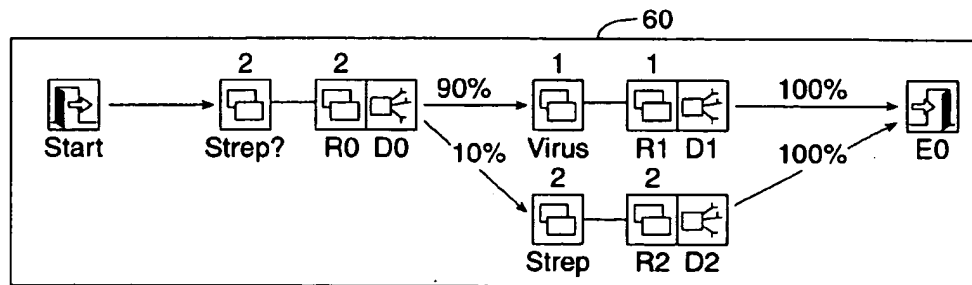 60
2 2 1 1
90% 100%
Start Strep? R0 D0 Virus R1 D1 E0
10% 100%
2 2
Strep R2 D2